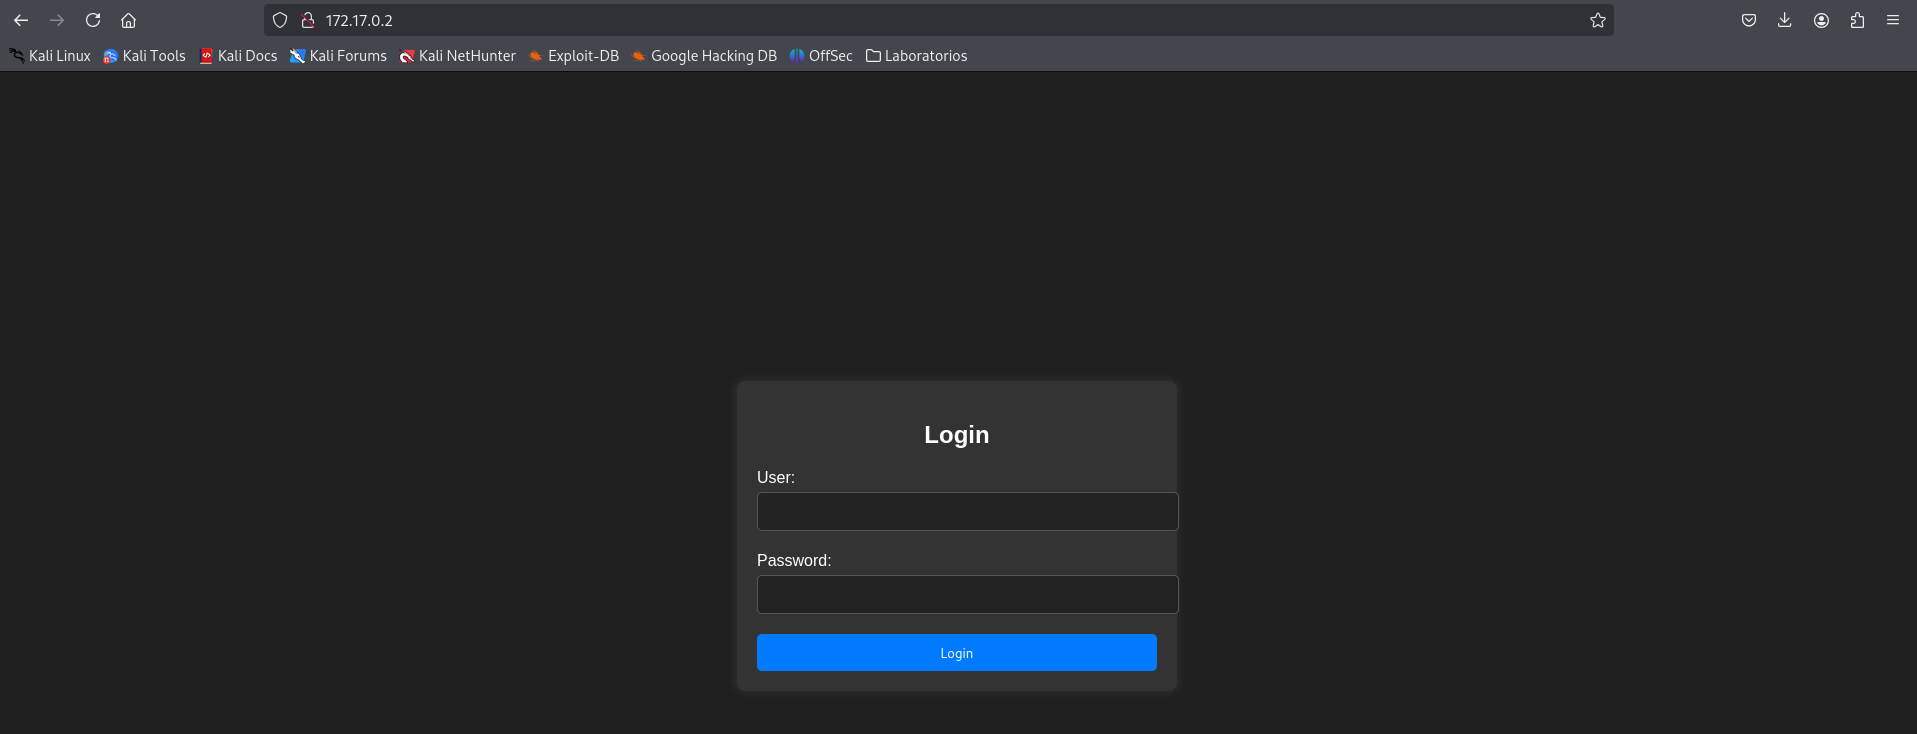 172.17.0.2
Kali Linux Kali Tools Kali Docs Kali Forums Kali NetHunter Exploit-DB Google Hacking DB OffSec Laboratorios
Login
User:
Password:
Login